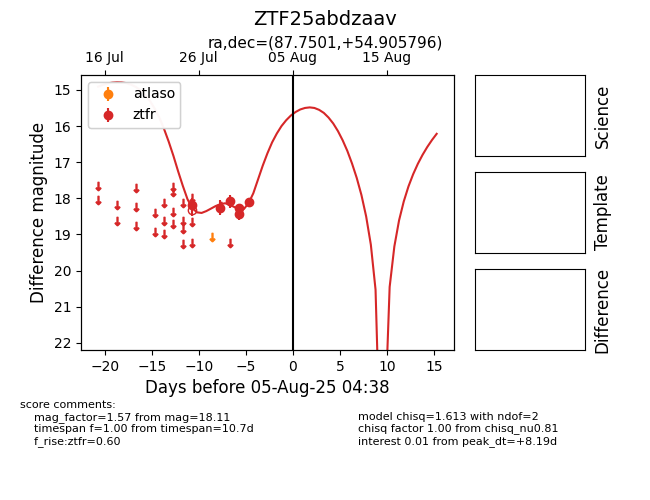 ZTF25abdzaav
ra,dec=(87.7501,+54.905796)
16 Jul 26 Jul 05 Aug 15 Aug
atlaso
ztfr
Difference magnitude
15
16
17
18
19
20
21
22
−20 −15 −10 −5 0 5 10 15
Days before 05-Aug-25 04:38
Science
Template
Difference
score comments:
mag_factor=1.57 from mag=18.11
timespan f=1.00 from timespan=10.7d
f_rise:ztfr=0.60
model chisq=1.613 with ndof=2
chisq factor 1.00 from chisq_nu0.81
interest 0.01 from peak_dt=+8.19d